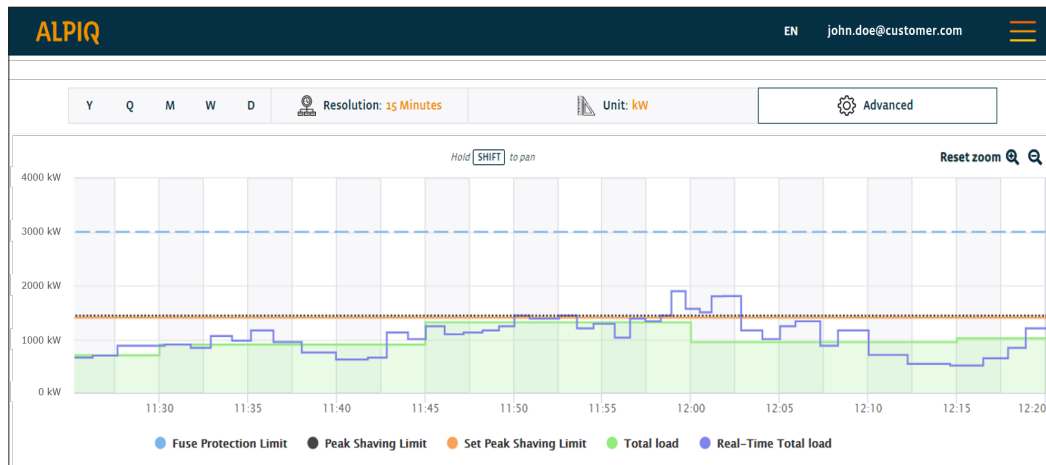 ALPIQ
EN john.doe@customer.com
Y Q M W D Resolution: 15 Minutes Unit: kW Advanced
Hold SHIFT to pan
Reset zoom
4000 kW
3000 kW
2000 kW
1000 kW
0 kW
11:30 11:35 11:40 11:45 11:50 11:55 12:00 12:05 12:10 12:15 12:20
Fuse Protection Limit Peak Shaving Limit Set Peak Shaving Limit Total load Real-Time Total load